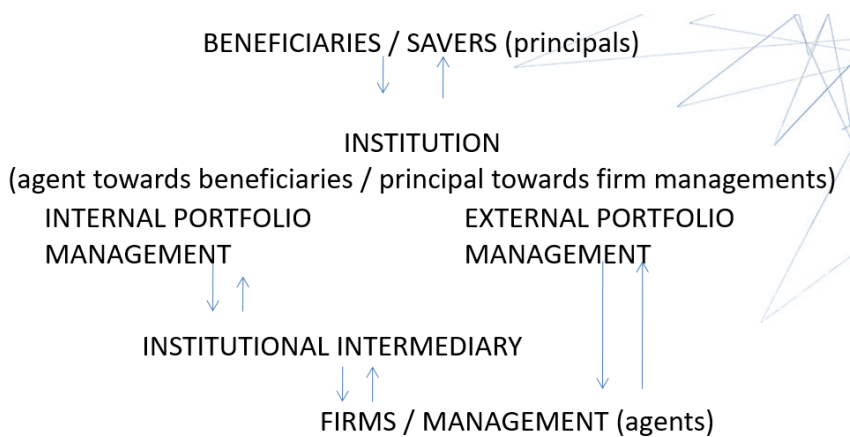 BENEFICIARIES / SAVERS (principals)
INSTITUTION
(agent towards beneficiaries / principal towards firm managements)
INTERNAL PORTFOLIO MANAGEMENT
EXTERNAL PORTFOLIO MANAGEMENT
INSTITUTIONAL INTERMEDIARY
FIRMS / MANAGEMENT (agents)